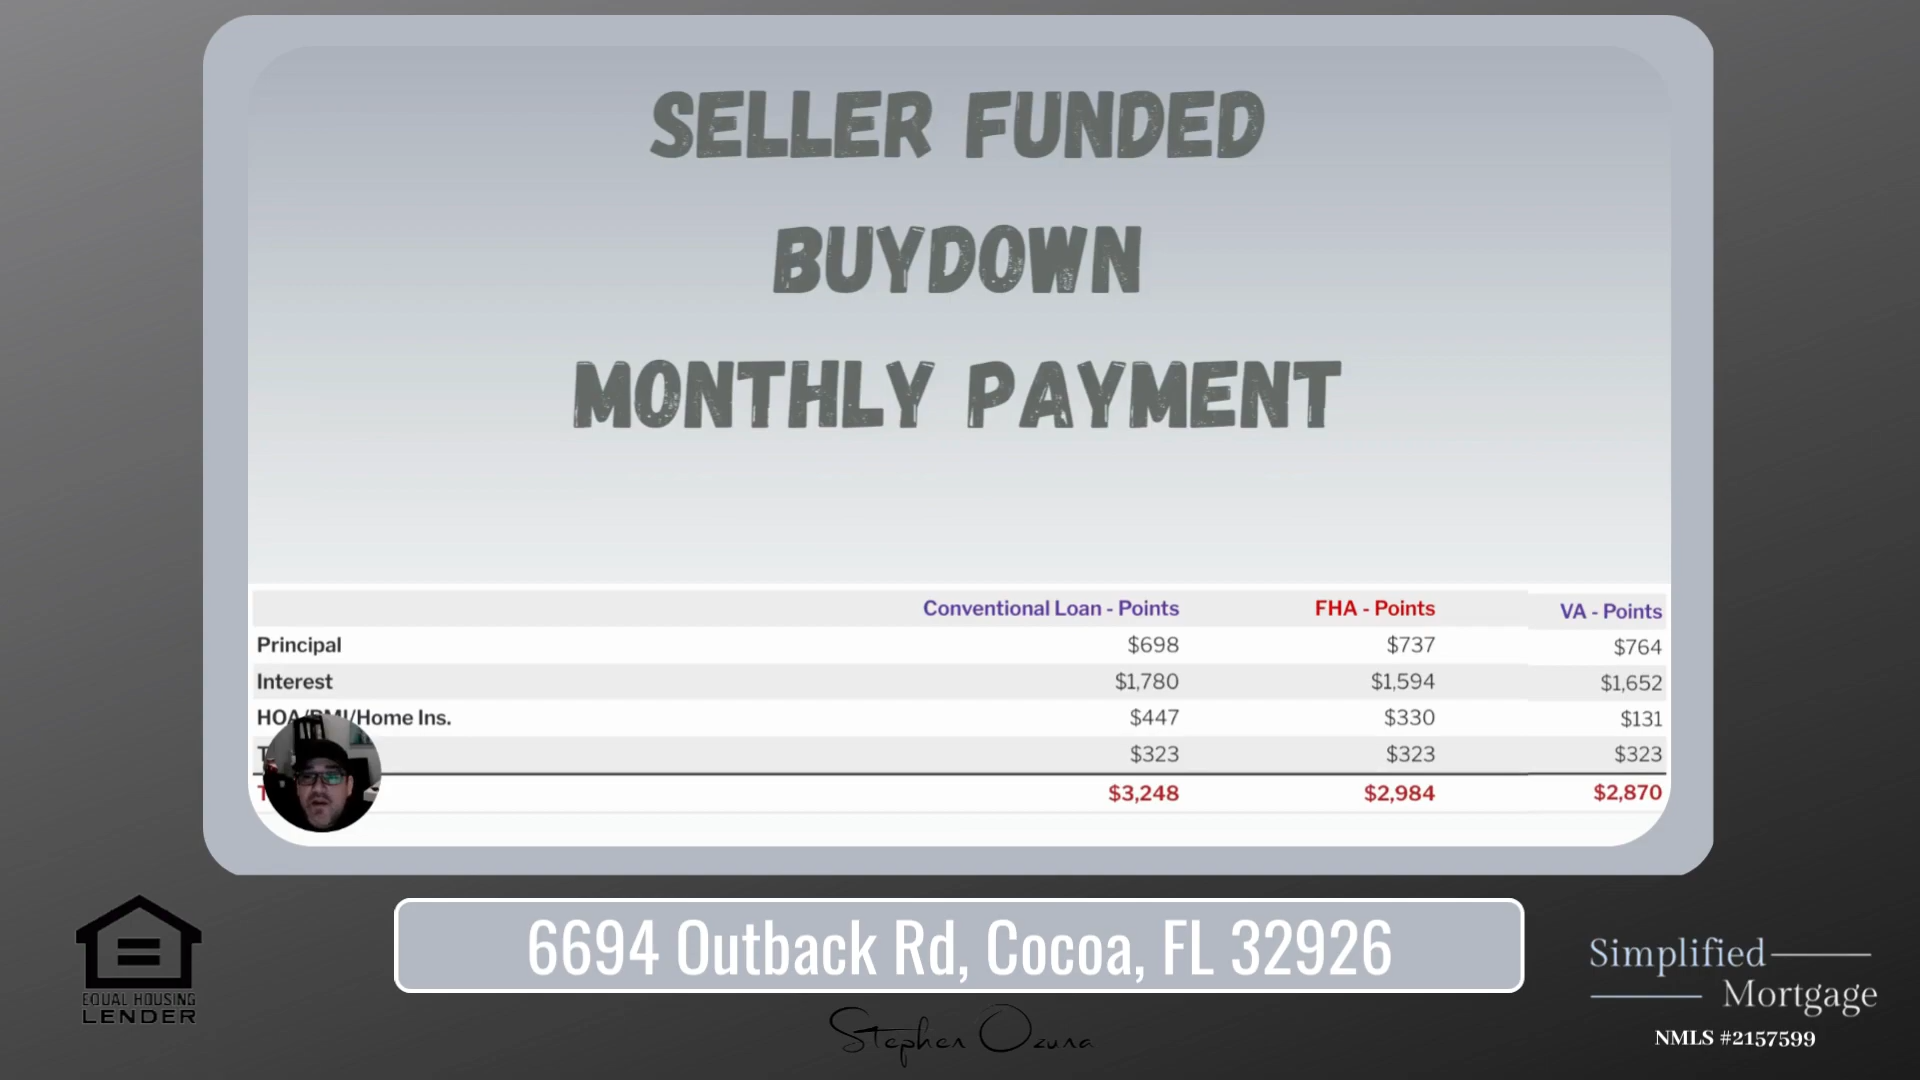 SELLER FUNDED
BUYDOWN
MONTHLY PAYMENT
Conventional Loan - Points FHA - Points VA - Points
Principal $698 $737 $764
Interest $1,780 $1,594 $1,652
HOA/PMI/Home Ins. $447 $330 $131
$323 $323 $323
$3,248 $2,984 $2,870
6694 Outback Rd, Cocoa, FL 32926
EQUAL HOUSING
LENDER
Stephen Ozuna
Simplified
Mortgage
NMLS #2157599